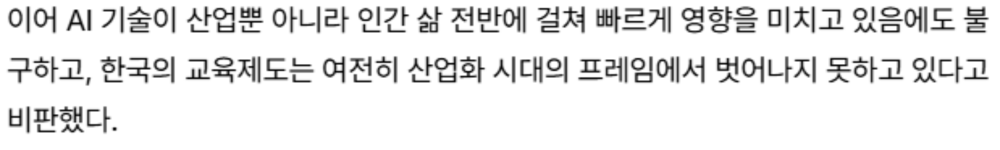 이어 AI 기술이 산업뿐 아니라 인간 삶 전반에 걸쳐 빠르게 영향을 미치고 있음에도 불
구하고, 한국의 교육제도는 여전히 산업화 시대의 프레임에서 벗어나지 못하고 있다고
비판했다.